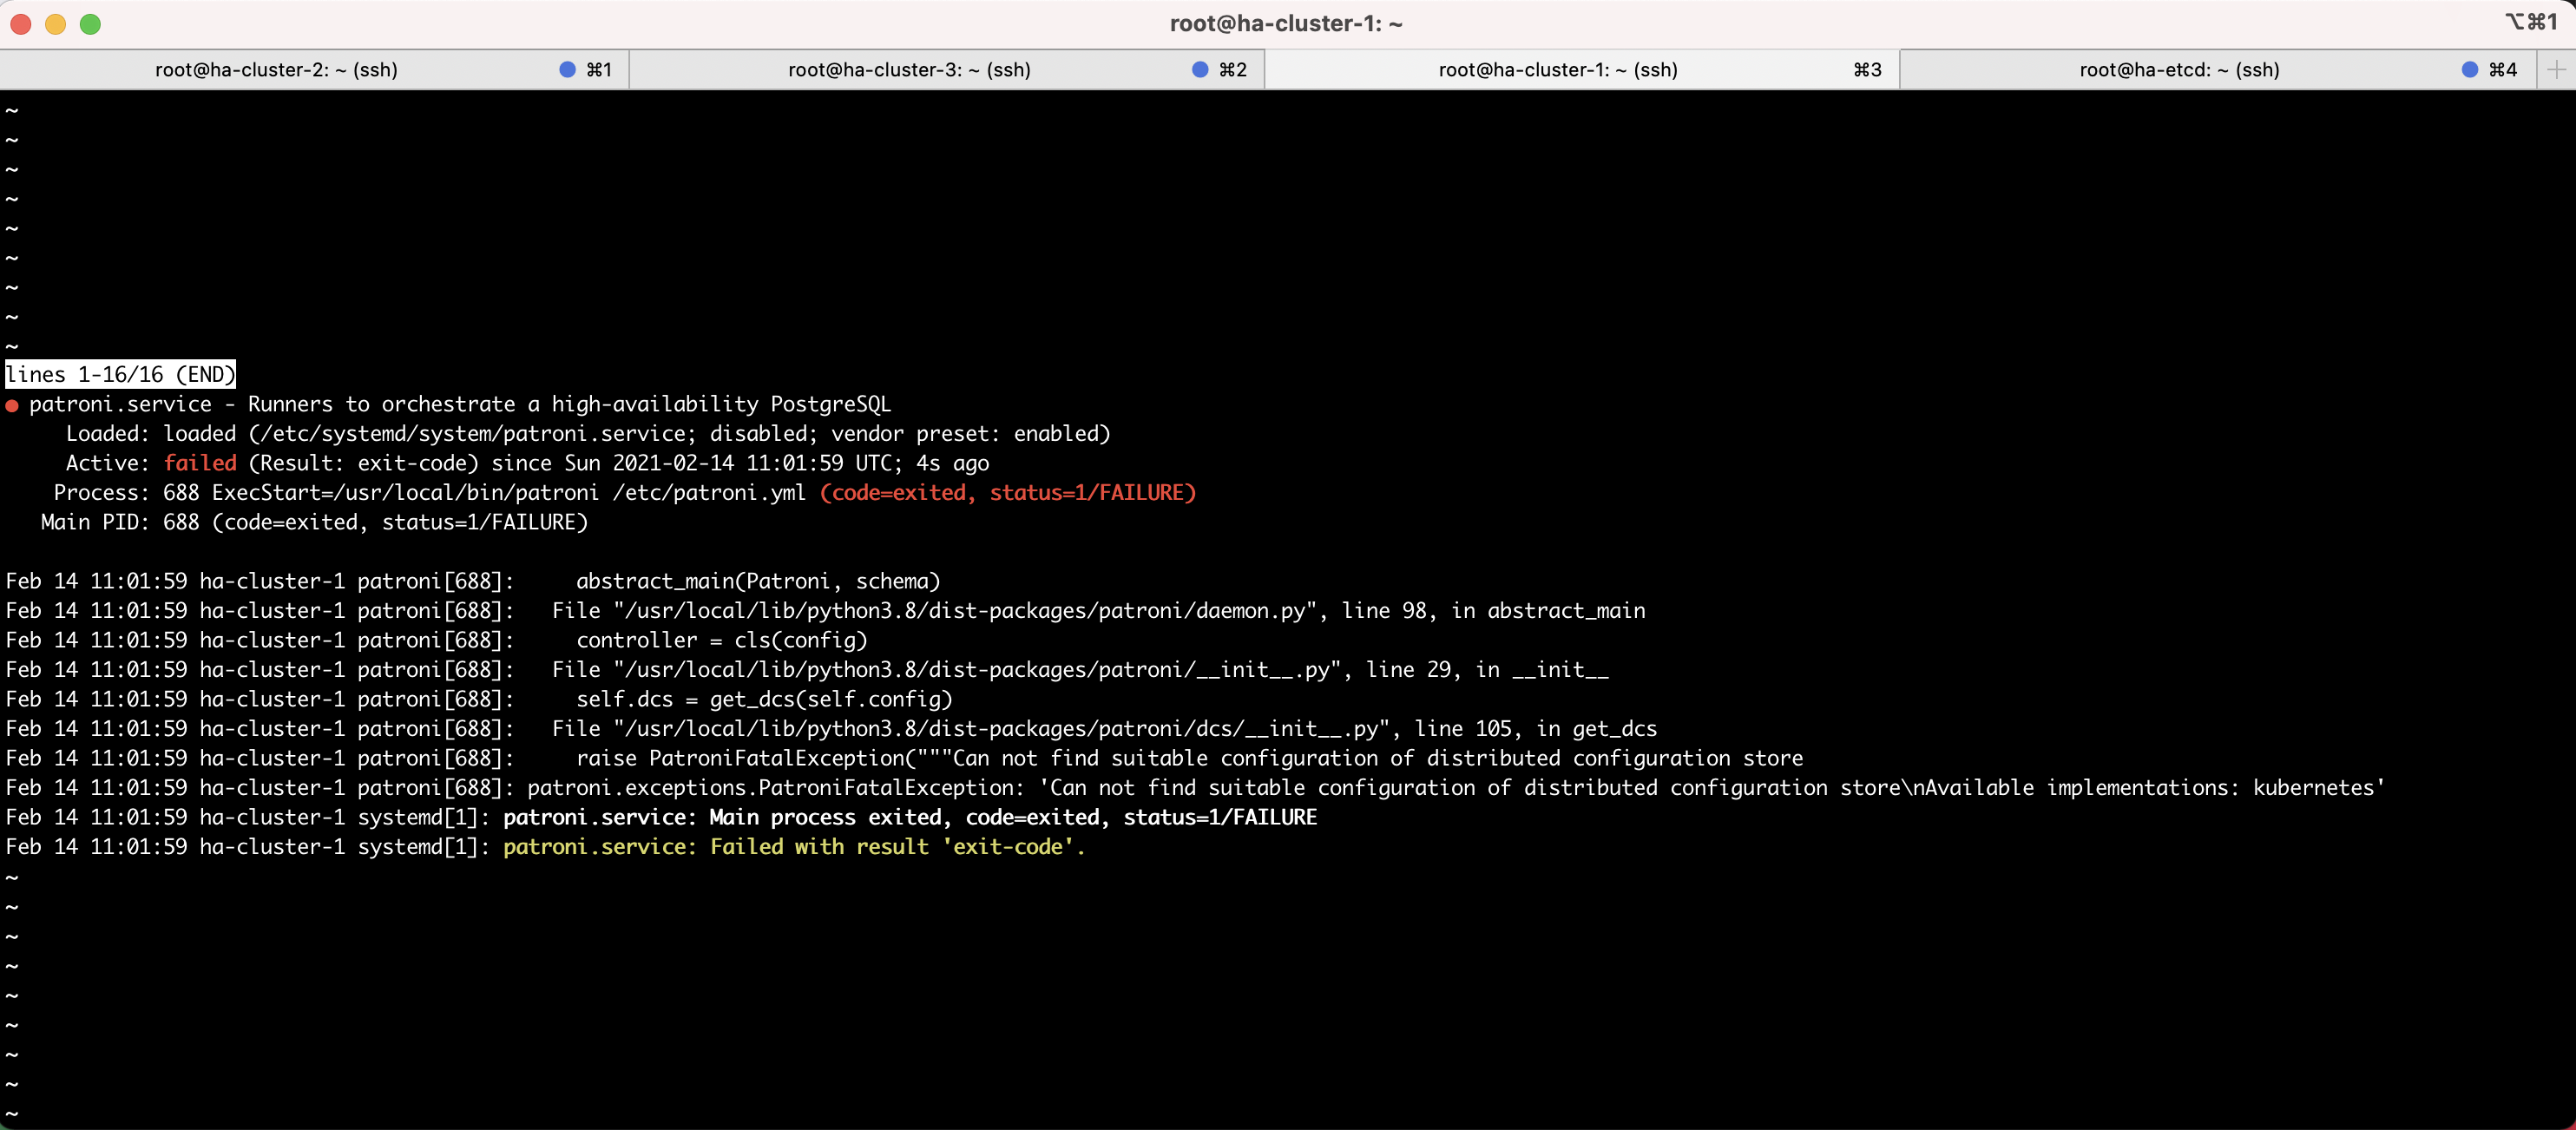 root@ha-cluster-1: ~
⌥⌘1
root@ha-cluster-2: ~ (ssh) ⌘1
root@ha-cluster-3: ~ (ssh) ⌘2
root@ha-cluster-1: ~ (ssh) ⌘3
root@ha-etcd: ~ (ssh) ⌘4
~
~
~
~
~
~
~
~
~
lines 1-16/16 (END)
● patroni.service - Runners to orchestrate a high-availability PostgreSQL
     Loaded: loaded (/etc/systemd/system/patroni.service; disabled; vendor preset: enabled)
     Active: failed (Result: exit-code) since Sun 2021-02-14 11:01:59 UTC; 4s ago
    Process: 688 ExecStart=/usr/local/bin/patroni /etc/patroni.yml (code=exited, status=1/FAILURE)
   Main PID: 688 (code=exited, status=1/FAILURE)
Feb 14 11:01:59 ha-cluster-1 patroni[688]:     abstract_main(Patroni, schema)
Feb 14 11:01:59 ha-cluster-1 patroni[688]:   File "/usr/local/lib/python3.8/dist-packages/patroni/daemon.py", line 98, in abstract_main
Feb 14 11:01:59 ha-cluster-1 patroni[688]:     controller = cls(config)
Feb 14 11:01:59 ha-cluster-1 patroni[688]:   File "/usr/local/lib/python3.8/dist-packages/patroni/__init__.py", line 29, in __init__
Feb 14 11:01:59 ha-cluster-1 patroni[688]:     self.dcs = get_dcs(self.config)
Feb 14 11:01:59 ha-cluster-1 patroni[688]:   File "/usr/local/lib/python3.8/dist-packages/patroni/dcs/__init__.py", line 105, in get_dcs
Feb 14 11:01:59 ha-cluster-1 patroni[688]:     raise PatroniFatalException("""Can not find suitable configuration of distributed configuration store
Feb 14 11:01:59 ha-cluster-1 patroni[688]: patroni.exceptions.PatroniFatalException: 'Can not find suitable configuration of distributed configuration store\nAvailable implementations: kubernetes'
Feb 14 11:01:59 ha-cluster-1 systemd[1]: patroni.service: Main process exited, code=exited, status=1/FAILURE
Feb 14 11:01:59 ha-cluster-1 systemd[1]: patroni.service: Failed with result 'exit-code'.
~
~
~
~
~
~
~
~
~